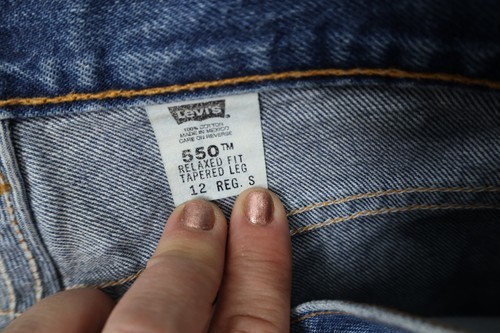 Levi's
100% COTTON
MADE IN MEXICO
CARE ON REVERSE
550™
RELAXED FIT
TAPERED LEG
12 REG. S